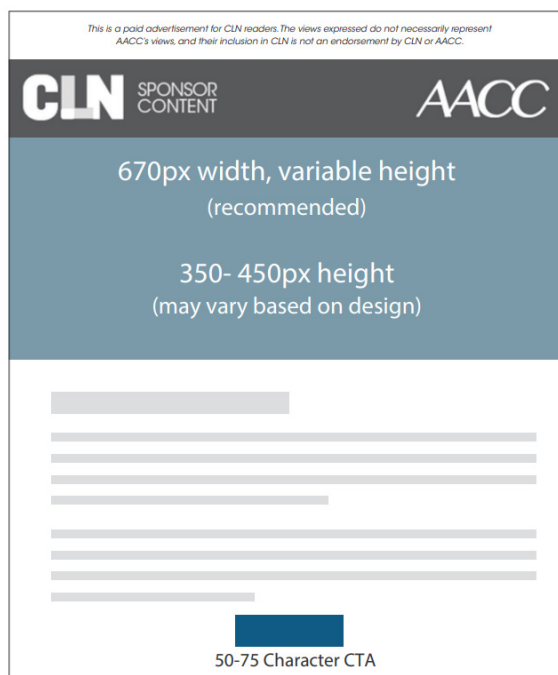 This is a paid advertisement for CLN readers. The views expressed do not necessarily represent
AACC's views, and their inclusion in CLN is not an endorsement by CLN or AACC.
CLN SPONSOR
CONTENT
AACC
670px width, variable height
(recommended)
350- 450px height
(may vary based on design)
50-75 Character CTA